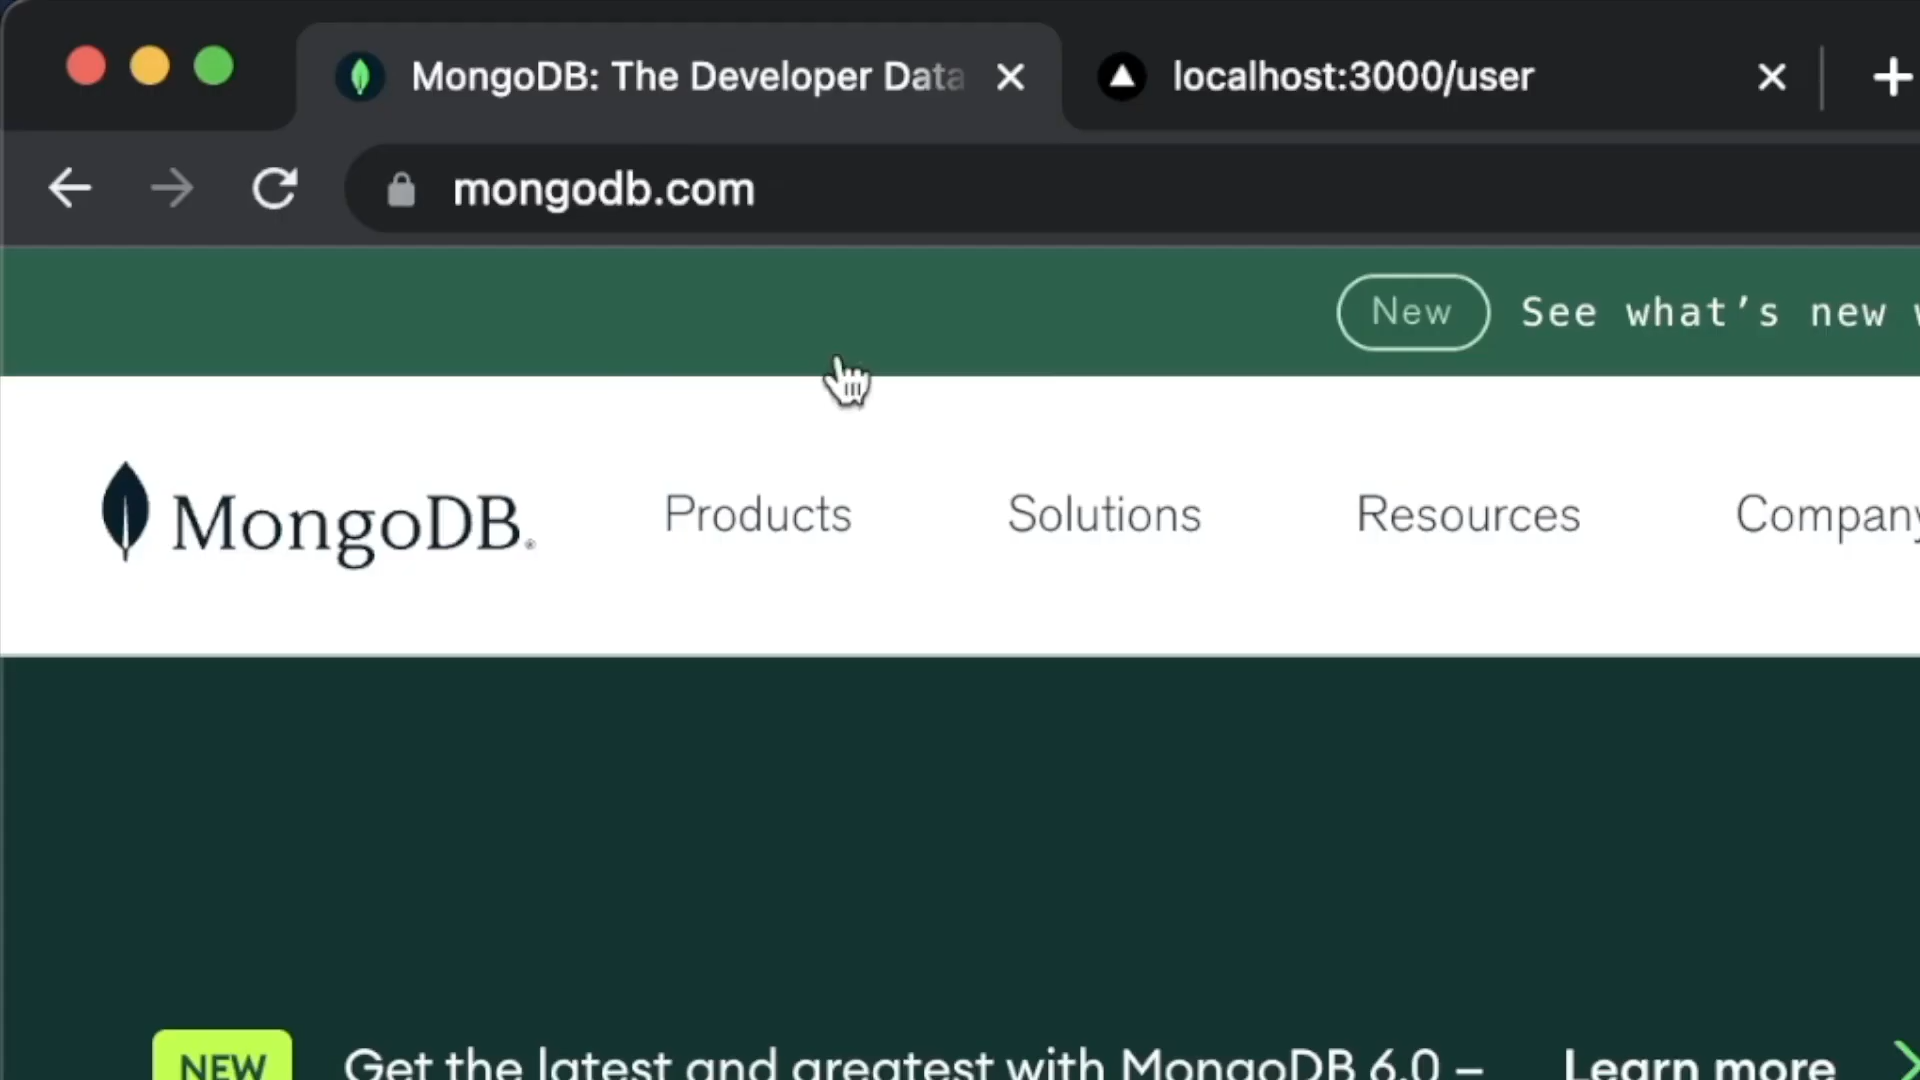 MongoDB: The Developer Data
localhost:3000/user
mongodb.com
New See what's new
MongoDB®
Products
Solutions
Resources
Company
NEW Get the latest and greatest with MongoDB 6.0 – Learn more